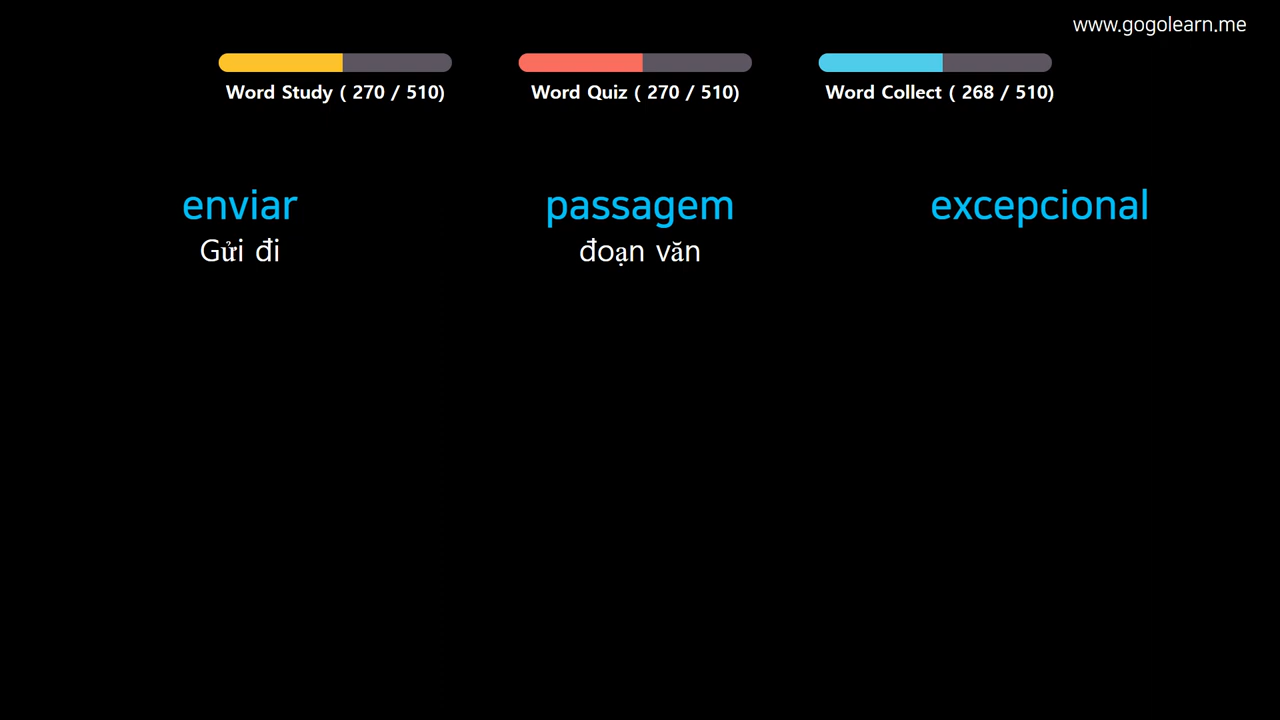 www.gogolearn.me
Word Study ( 270 / 510)
Word Quiz ( 270 / 510)
Word Collect ( 268 / 510)
enviar
Gửi đi
passagem
đoạn văn
excepcional